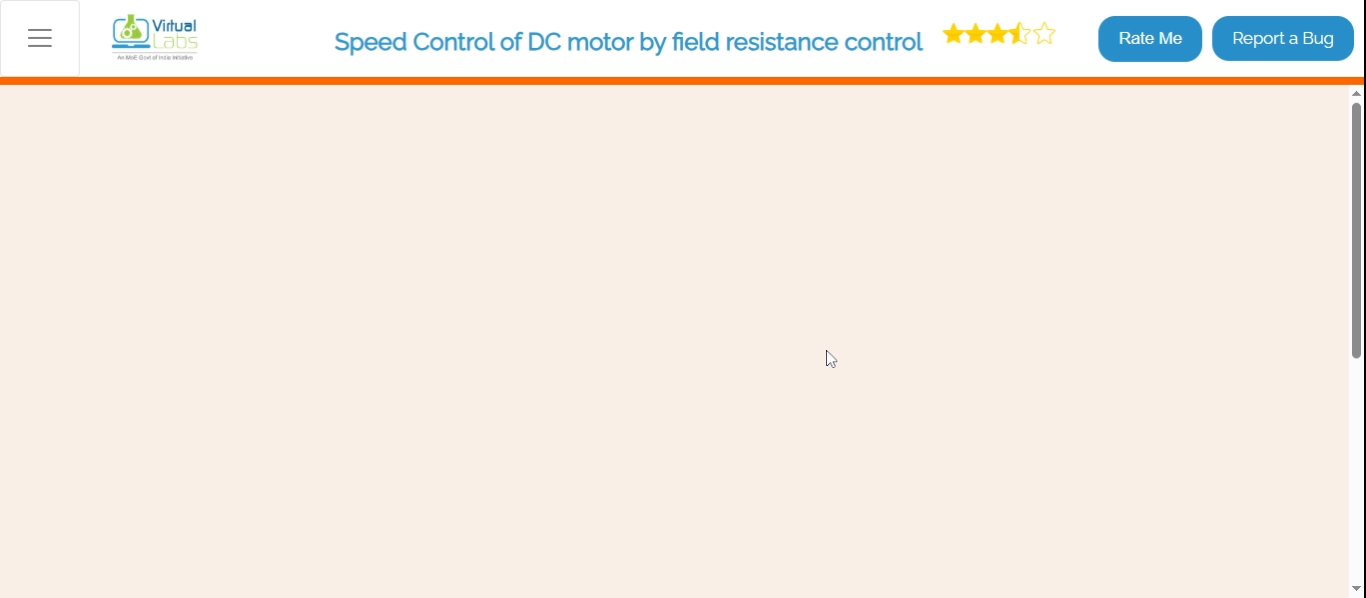 Virtual
Labs
An MoE Govt of India Initiative
Speed Control of DC motor by field resistance control
Rate Me
Report a Bug